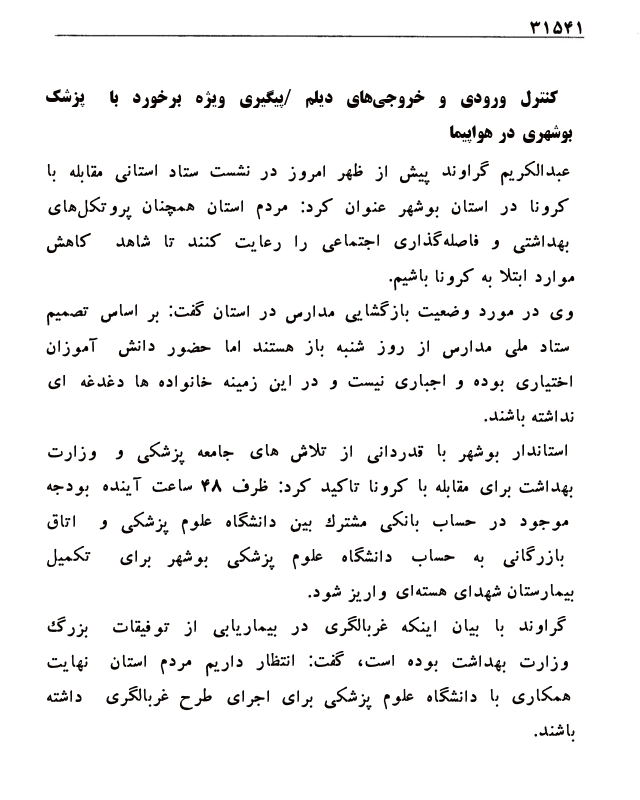 ۳۱۵۴۱
کنترل ورودی و خروجی‌های دیلم /پیگیری ویژه برخورد با پزشک
بوشهری در هواپیما
عبدالکریم گراوند پیش از ظهر امروز در نشست ستاد استانی مقابله با
کرونا در استان بوشهر عنوان کرد: مردم استان همچنان پروتکل‌های
بهداشتی و فاصله‌گذاری اجتماعی را رعایت کنند تا شاهد کاهش
موارد ابتلا به کرونا باشیم.
وی در مورد وضعیت بازگشایی مدارس در استان گفت: بر اساس تصمیم
ستاد ملی مدارس از روز شنبه باز هستند اما حضور دانش آموزان
اختیاری بوده و اجباری نیست و در این زمینه خانواده ها دغدغه ای
نداشته باشند.
استاندار بوشهر با قدردانی از تلاش های جامعه پزشکی و وزارت
بهداشت برای مقابله با کرونا تاکید کرد: ظرف ۴۸ ساعت آینده بودجه
موجود در حساب بانکی مشترك بین دانشگاه علوم پزشکی و اتاق
بازرگانی به حساب دانشگاه علوم پزشکی بوشهر برای تکمیل
بیمارستان شهدای هسته‌ای واریز شود.
گراوند با بیان اینکه غربالگری در بیماریابی از توفیقات بزرگ
وزارت بهداشت بوده است، گفت: انتظار داریم مردم استان نهایت
همکاری با دانشگاه علوم پزشکی برای اجرای طرح غربالگری داشته
باشند.